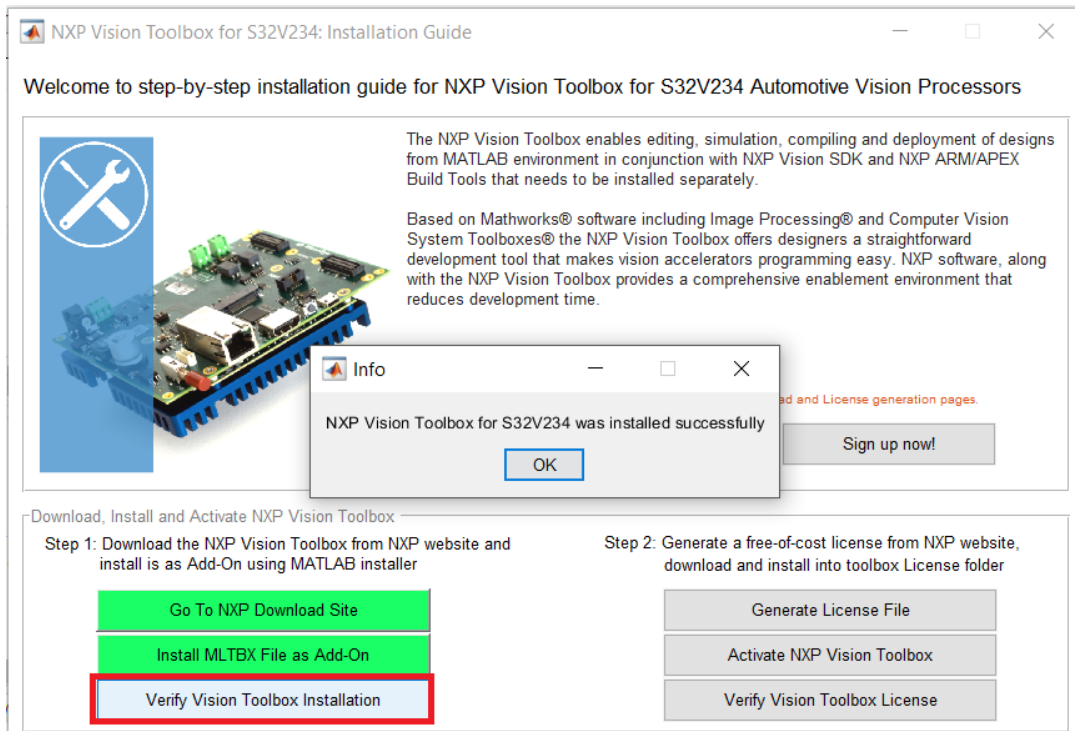 NXP Vision Toolbox for S32V234: Installation Guide
Welcome to step-by-step installation guide for NXP Vision Toolbox for S32V234 Automotive Vision Processors
The NXP Vision Toolbox enables editing, simulation, compiling and deployment of designs
from MATLAB environment in conjunction with NXP Vision SDK and NXP ARM/APEX
Build Tools that needs to be installed separately.
Based on Mathworks® software including Image Processing® and Computer Vision
System Toolboxes® the NXP Vision Toolbox offers designers a straightforward
development tool that makes vision accelerators programming easy. NXP software, along
with the NXP Vision Toolbox provides a comprehensive enablement environment that
reduces development time.
Info
NXP Vision Toolbox for S32V234 was installed successfully
OK
and License generation pages.
Sign up now!
Download, Install and Activate NXP Vision Toolbox
Step 1: Download the NXP Vision Toolbox from NXP website and
install is as Add-On using MATLAB installer
Go To NXP Download Site
Install MLTBX File as Add-On
Verify Vision Toolbox Installation
Step 2: Generate a free-of-cost license from NXP website,
download and install into toolbox License folder
Generate License File
Activate NXP Vision Toolbox
Verify Vision Toolbox License